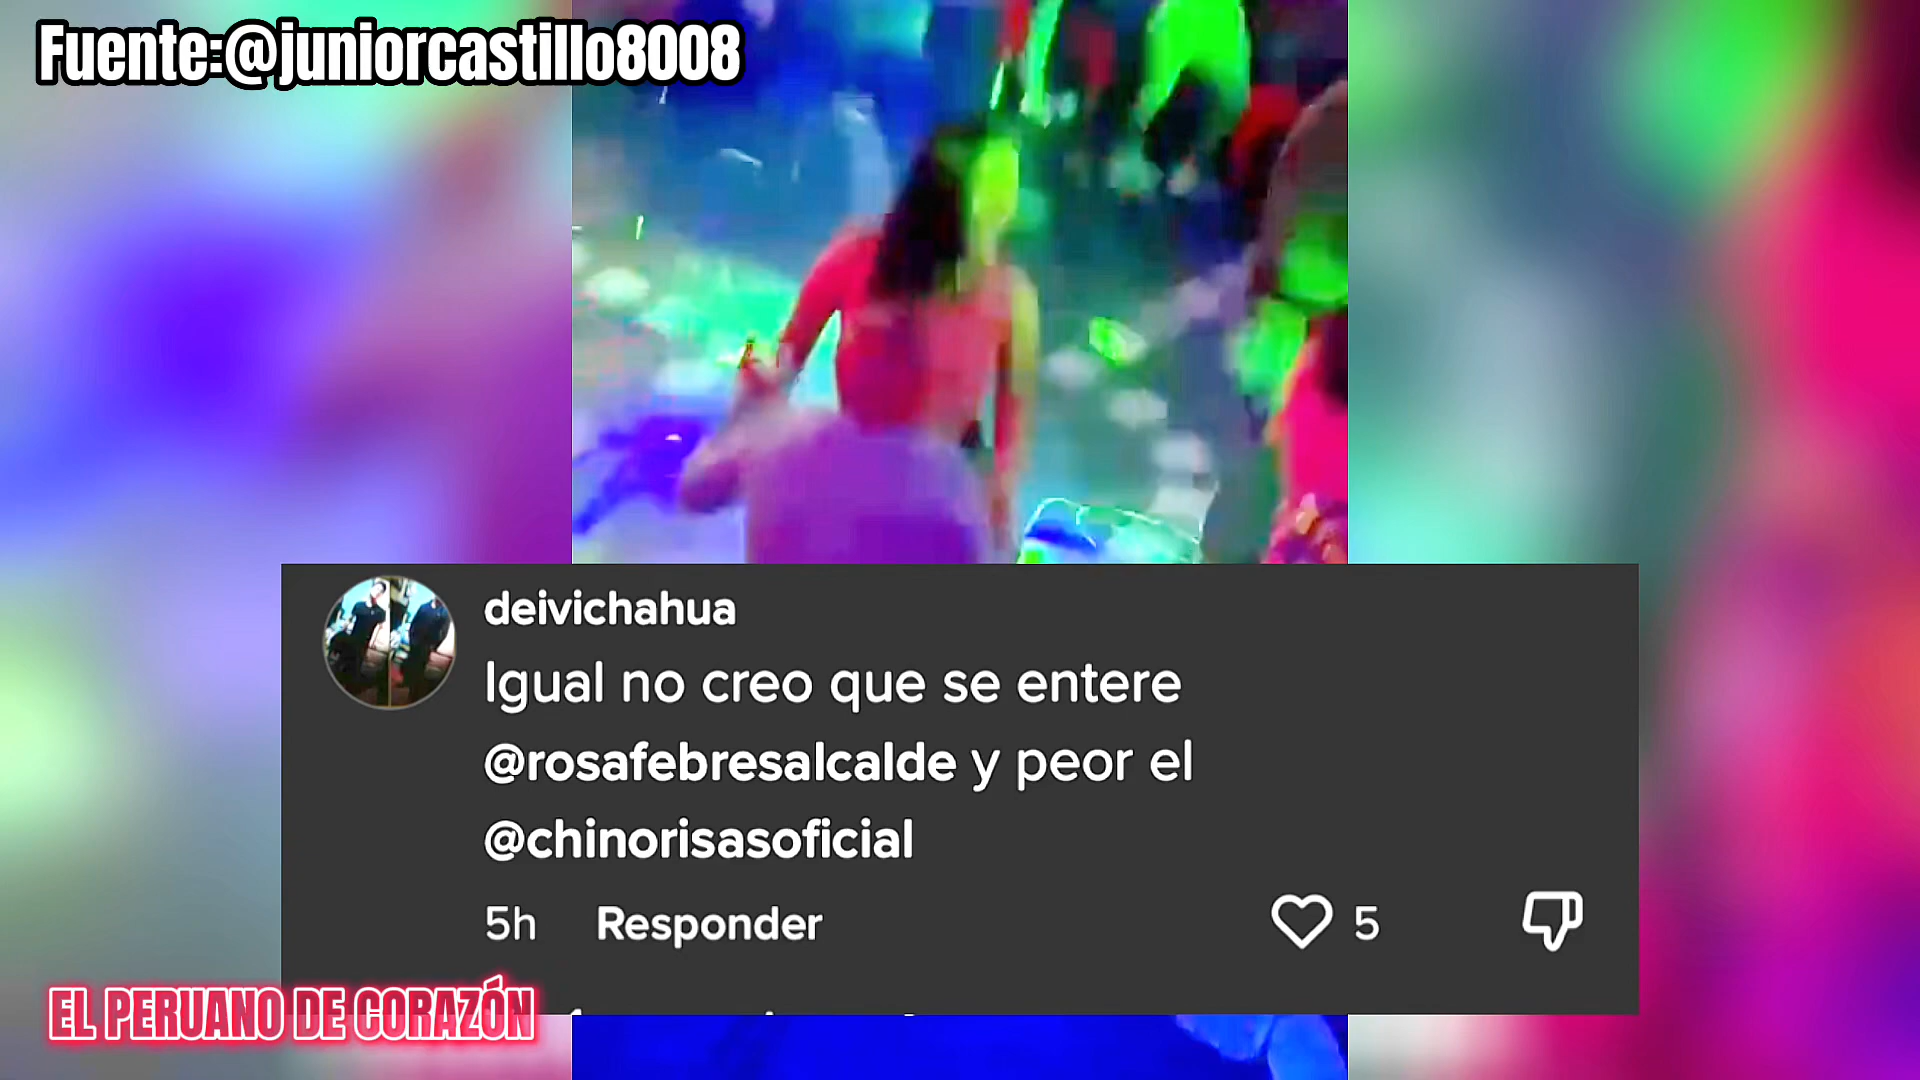 Fuente:@juniorcastillo8008
deivichahua
Igual no creo que se entere
@rosafebresalcalde y peor el
@chinorisasoficial
5h Responder 5
EL PERUANO DE CORAZÓN